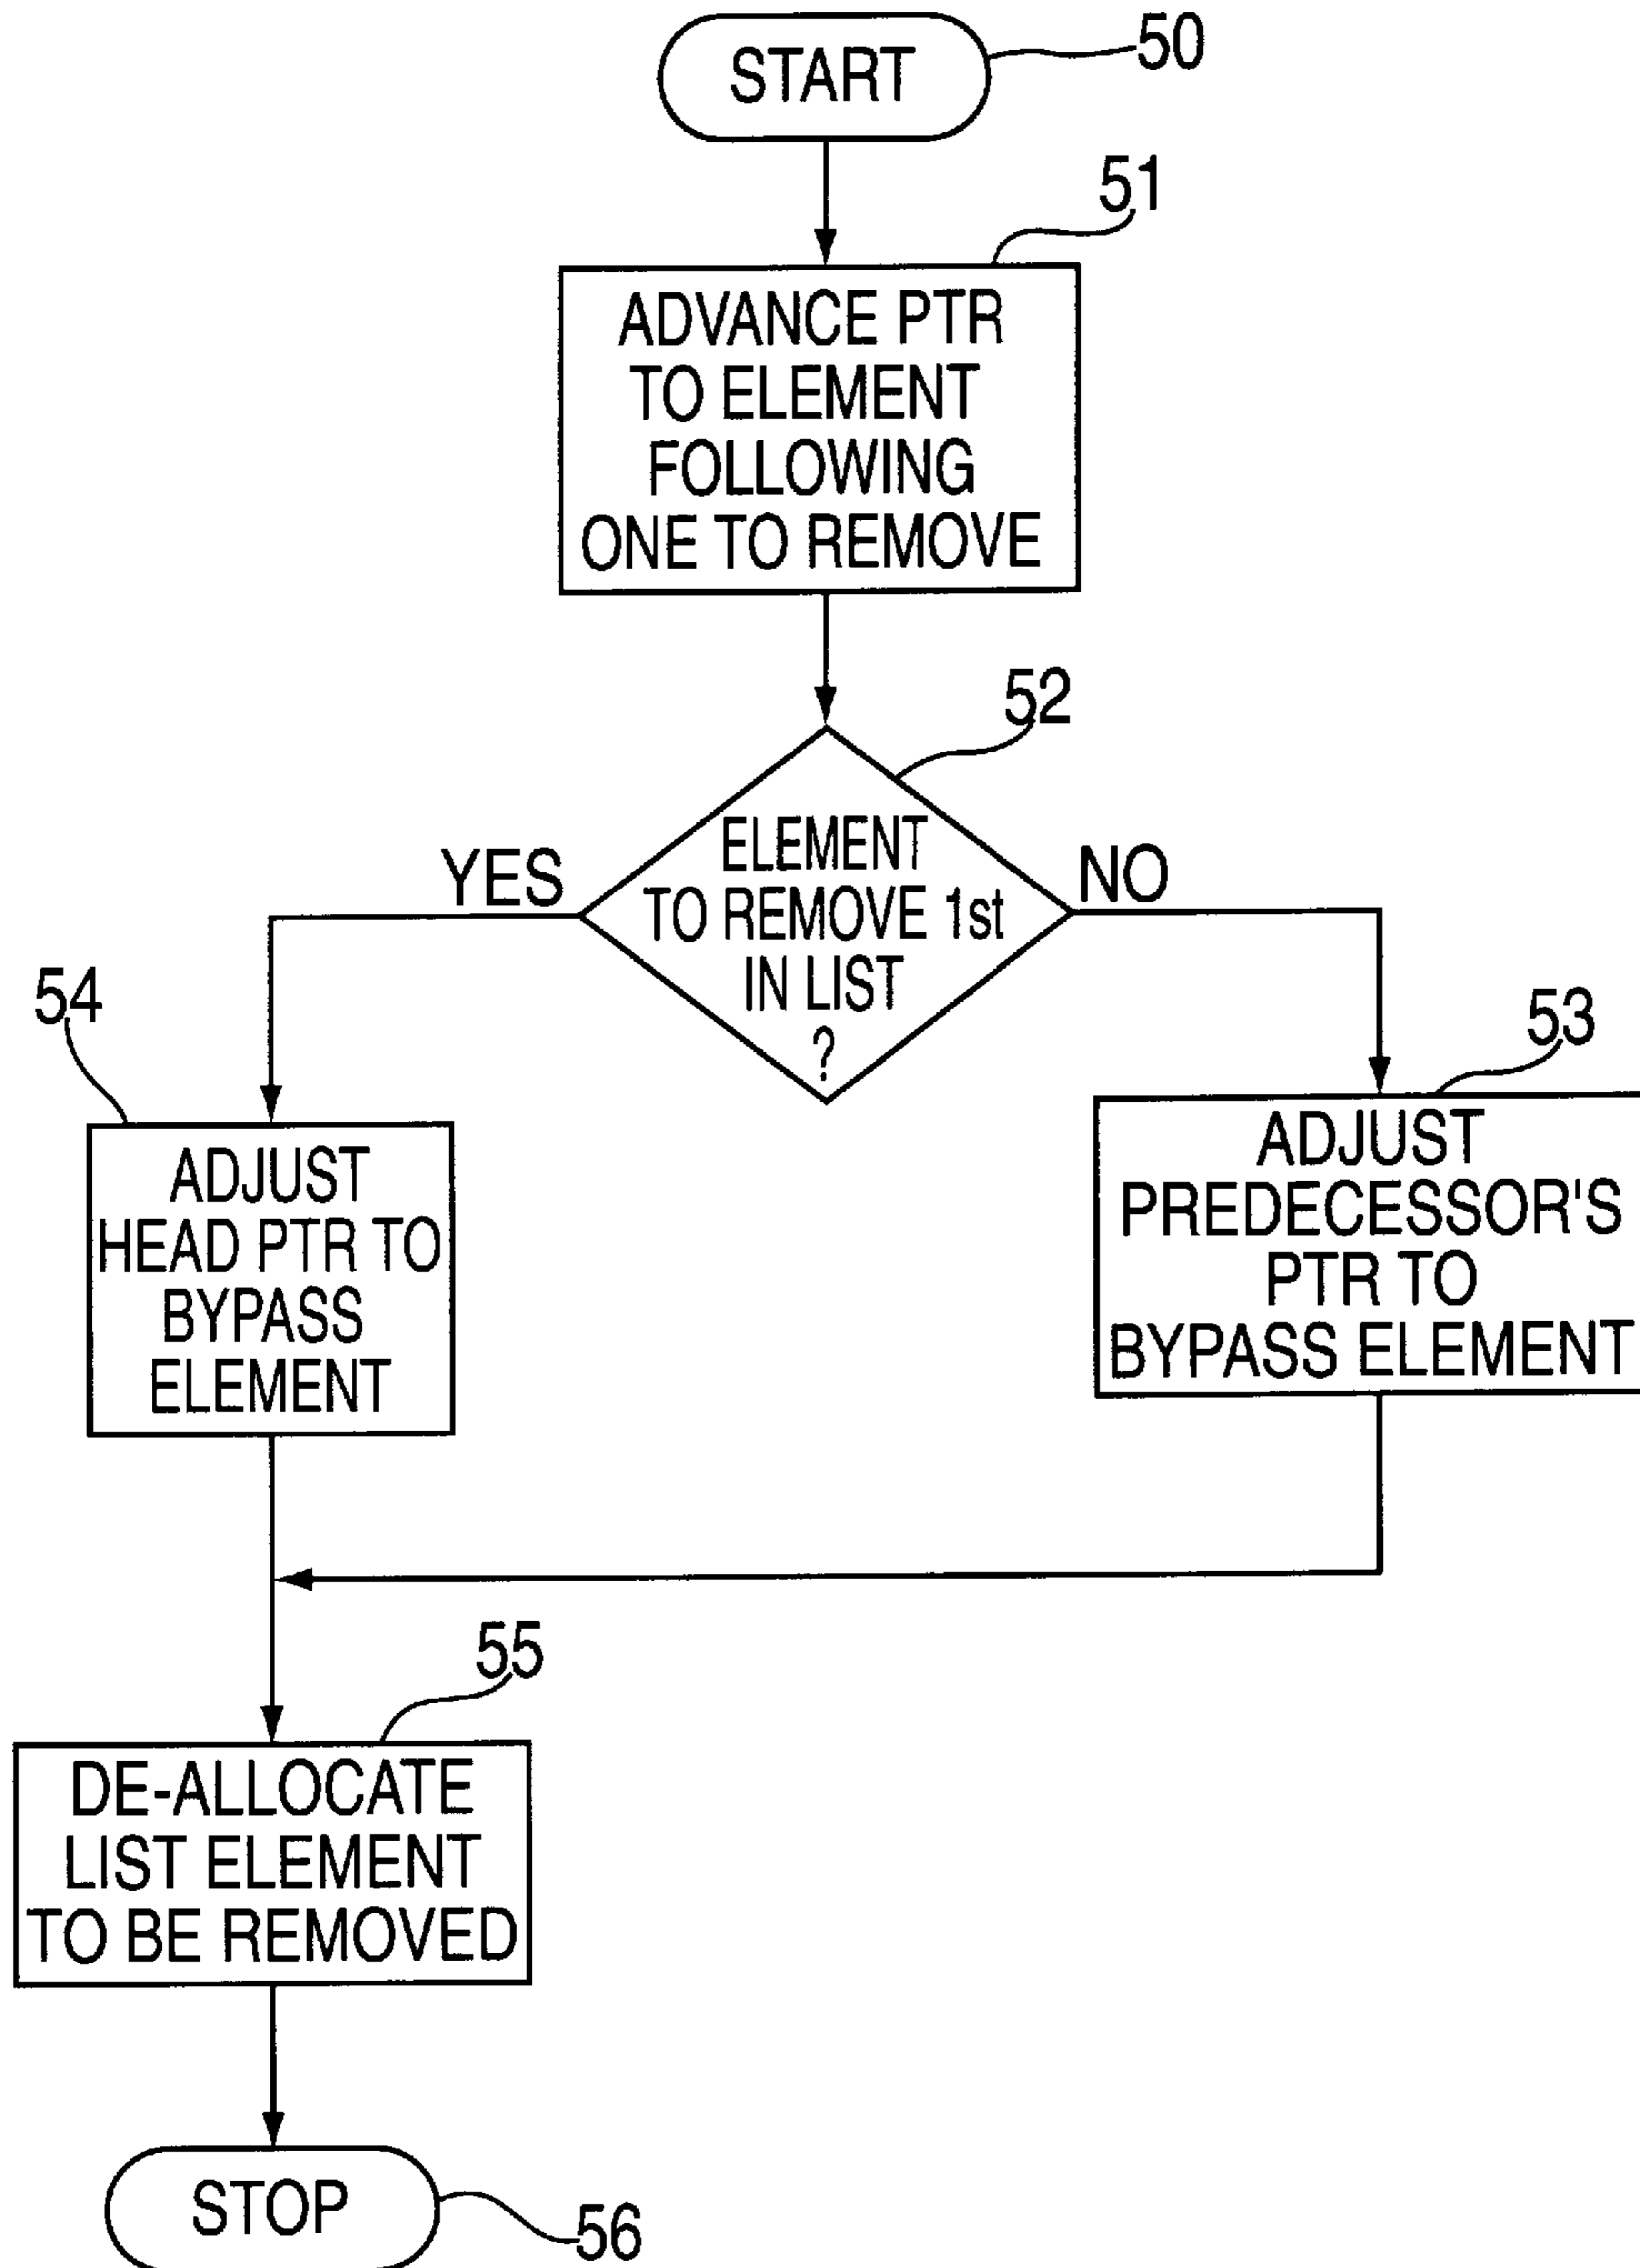 START
50
51
ADVANCE PTR
TO ELEMENT
FOLLOWING
ONE TO REMOVE
52
ELEMENT
TO REMOVE 1st
IN LIST
?
YES
NO
54
ADJUST
HEAD PTR TO
BYPASS
ELEMENT
53
ADJUST
PREDECESSOR'S
PTR TO
BYPASS ELEMENT
55
DE-ALLOCATE
LIST ELEMENT
TO BE REMOVED
STOP
56